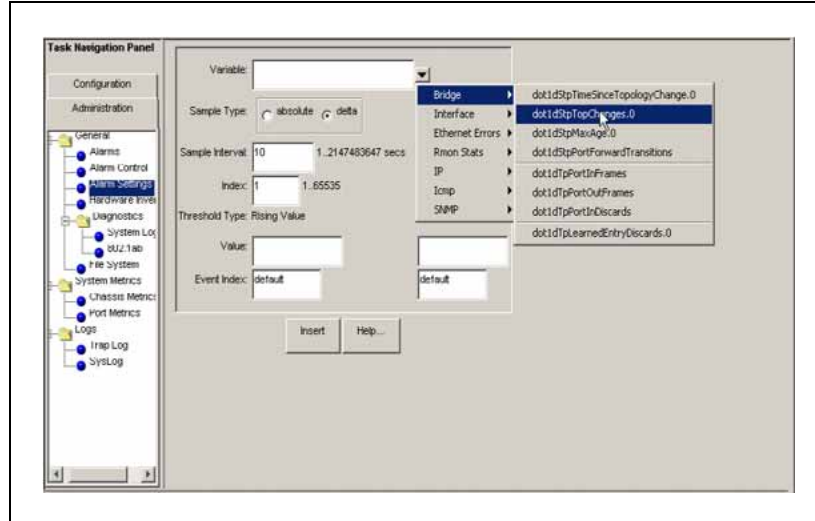 Task Navigation Panel
Configuration
Administration
General
Alarms
Alarm Control
Alarm Settings
Hardware Inver
Diagnostics
System Log
802.1ab
File System
System Metrics
Chassis Metrics
Port Metrics
Logs
Trap Log
SysLog
Variable:
Sample Type: absolute delta
Sample Interval: 10 1..2147483647 secs
Index: 1 1..65535
Threshold Type: Rising Value
Value:
Event Index: default default
Insert Help...
Bridge
Interface
Ethernet Errors
Rmon Stats
IP
Icmp
SNMP
dot1dStpTimeSinceTopologyChange.0
dot1dStpTopChanges.0
dot1dStpMaxAge.0
dot1dStpPortForwardTransitions
dot1dTpPortInFrames
dot1dTpPortOutFrames
dot1dTpPortInDiscards
dot1dTpLearnedEntryDiscards.0